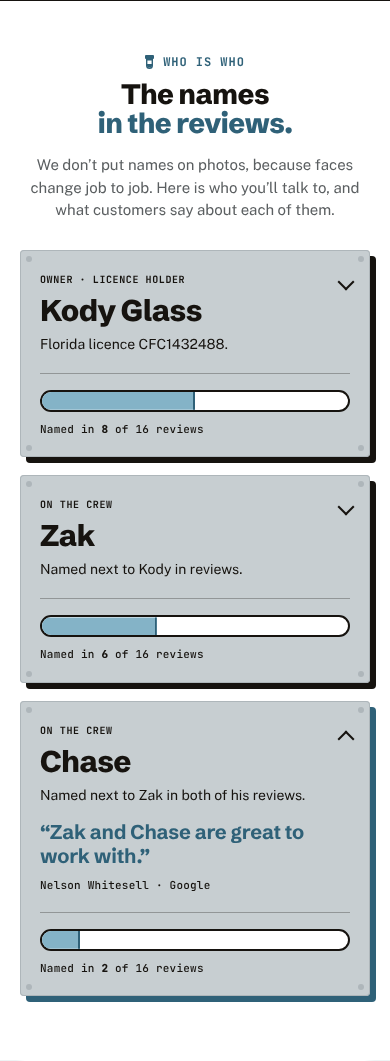 WHO IS WHO
The names
in the reviews.
We don’t put names on photos, because faces
change job to job. Here is who you’ll talk to, and
what customers say about each of them.
OWNER · LICENCE HOLDER
Kody Glass
Florida licence CFC1432488.
Named in 8 of 16 reviews
ON THE CREW
Zak
Named next to Kody in reviews.
Named in 6 of 16 reviews
ON THE CREW
Chase
Named next to Zak in both of his reviews.
“Zak and Chase are great to
work with.”
Nelson Whitesell · Google
Named in 2 of 16 reviews